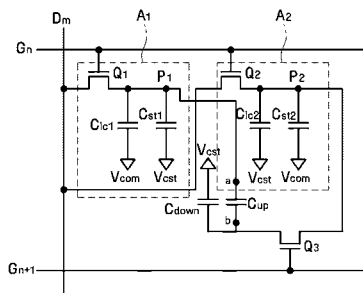 Dm A1 A2
Gn
Q1 P1 Q2 P2
Clc1 Cst1 Clc2 Cst2
Vcom Vcst Vcst Vcst Vcom
a
Cdown Cup
b
Q3
Gn+1